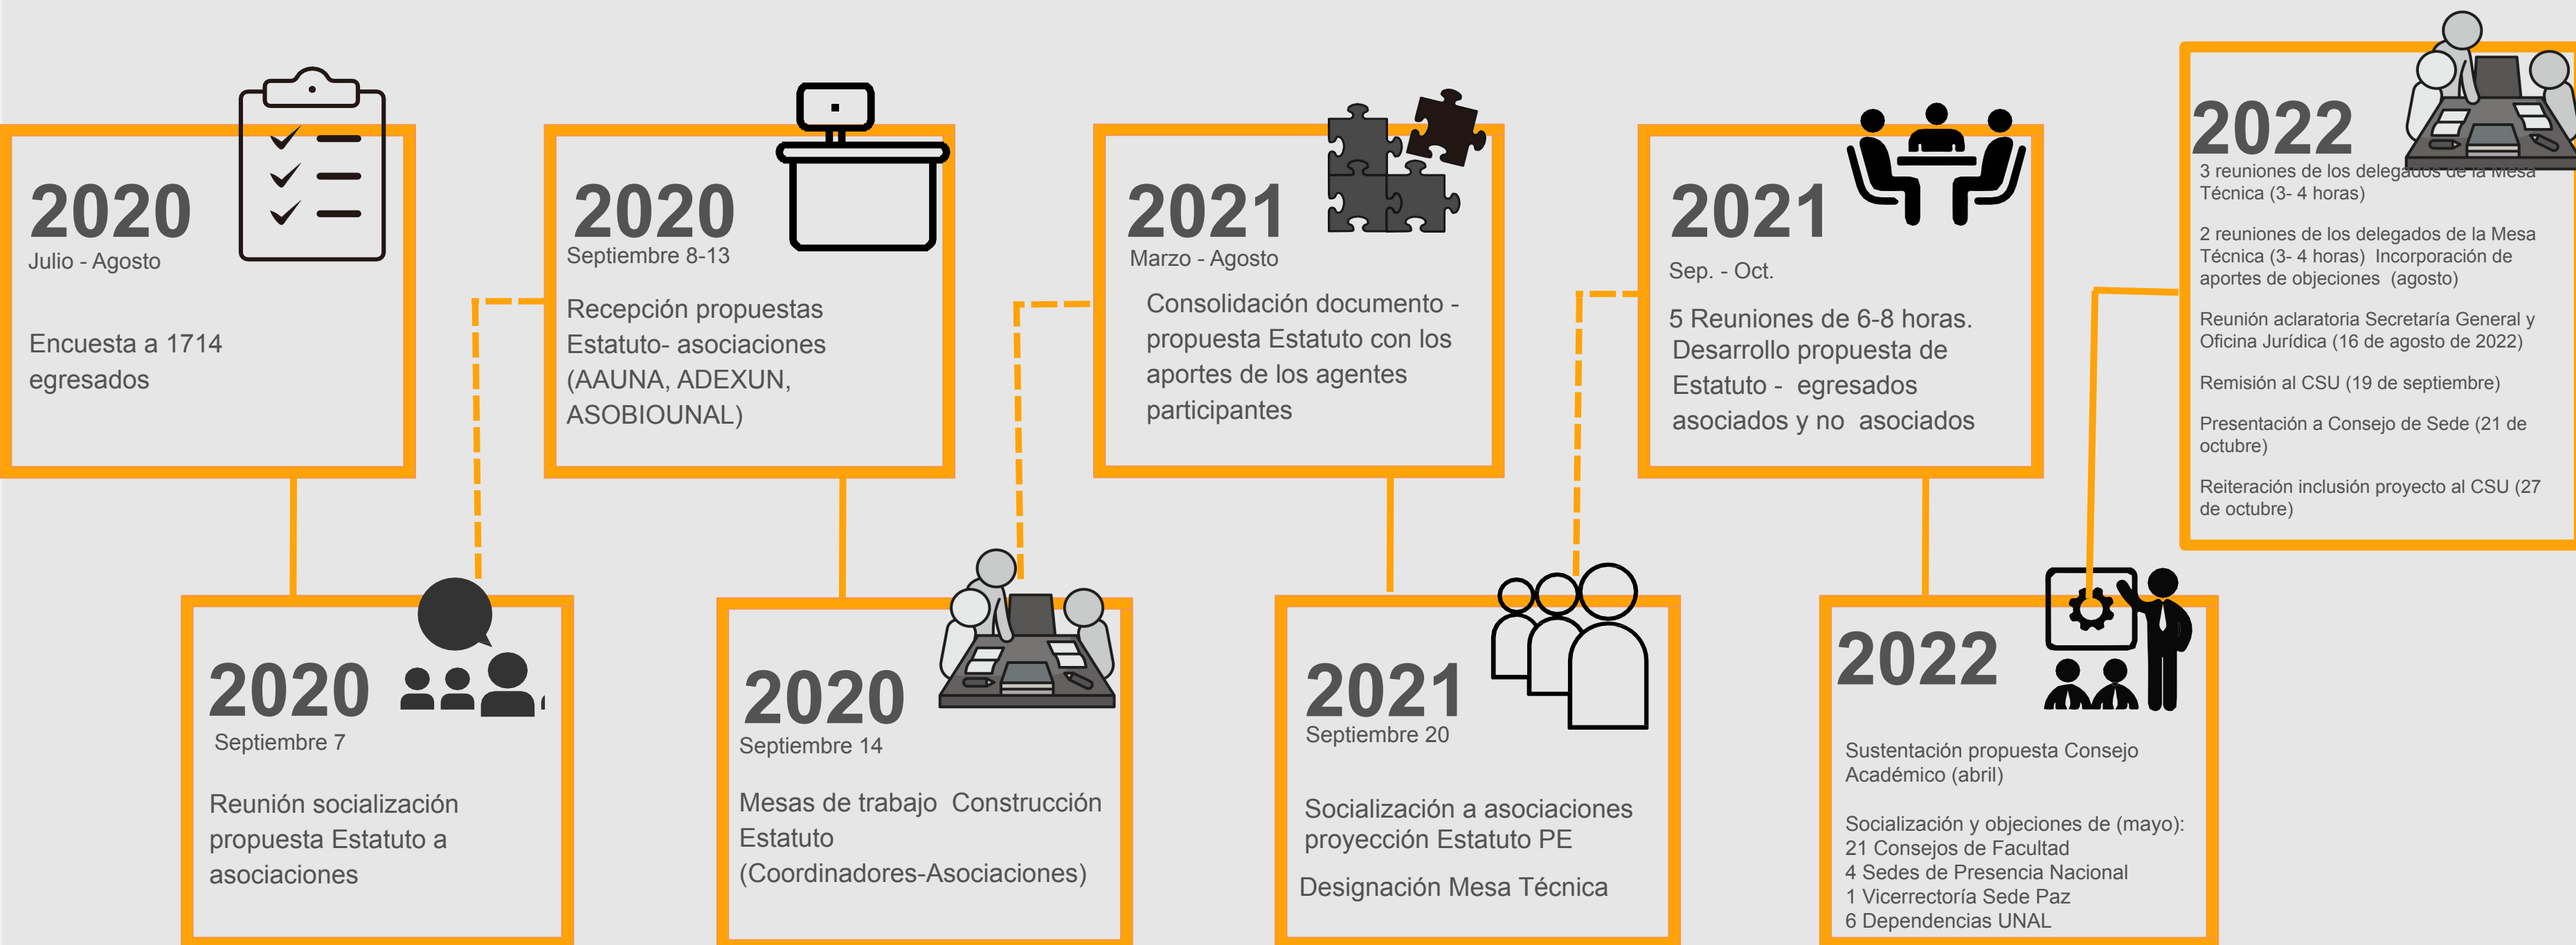 2020
Julio - Agosto
Encuesta a 1714
egresados
2020
Septiembre 7
Reunión socialización
propuesta Estatuto a
asociaciones
2020
Septiembre 8-13
Recepción propuestas
Estatuto- asociaciones
(AAUNA, ADEXUN,
ASOBIOUNAL)
2020
Septiembre 14
Mesas de trabajo  Construcción
Estatuto
(Coordinadores-Asociaciones)
2021
Marzo - Agosto
Consolidación documento -
propuesta Estatuto con los
aportes de los agentes
participantes
2021
Septiembre 20
Socialización a asociaciones
proyección Estatuto PE
Designación Mesa Técnica
2021
Sep. - Oct.
5 Reuniones de 6-8 horas.
Desarrollo propuesta de
Estatuto -  egresados
asociados y no  asociados
2022
Sustentación propuesta Consejo
Académico (abril)
Socialización y objeciones de (mayo):
21 Consejos de Facultad
4 Sedes de Presencia Nacional
1 Vicerrectoría Sede Paz
6 Dependencias UNAL
2022
3 reuniones de los delegados de la Mesa
Técnica (3- 4 horas)
2 reuniones de los delegados de la Mesa
Técnica (3- 4 horas)  Incorporación de
aportes de objeciones  (agosto)
Reunión aclaratoria Secretaría General y
Oficina Jurídica (16 de agosto de 2022)
Remisión al CSU (19 de septiembre)
Presentación a Consejo de Sede (21 de
octubre)
Reiteración inclusión proyecto al CSU (27
de octubre)